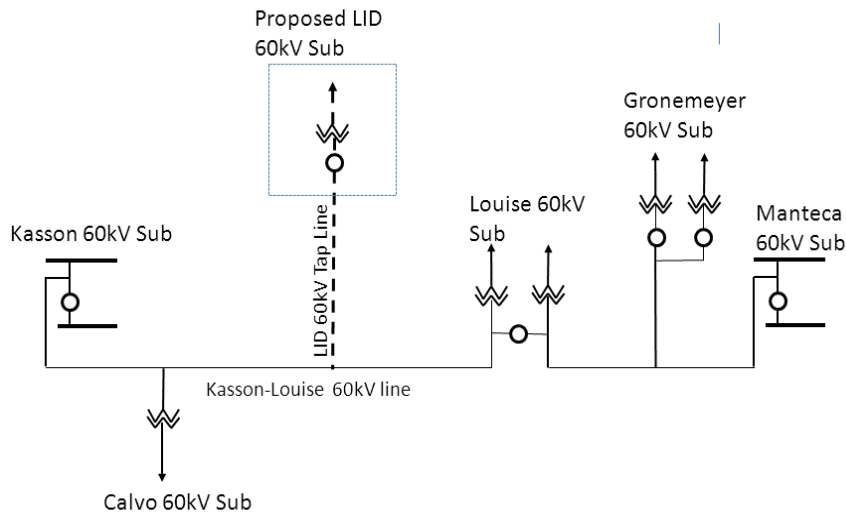 Proposed LID
60kV Sub
Gronemeyer
60kV Sub
Louise 60kV
Sub
Manteca
60kV Sub
Kasson 60kV Sub
LID 60kV Tap Line
Kasson-Louise 60kV line
Calvo 60kV Sub